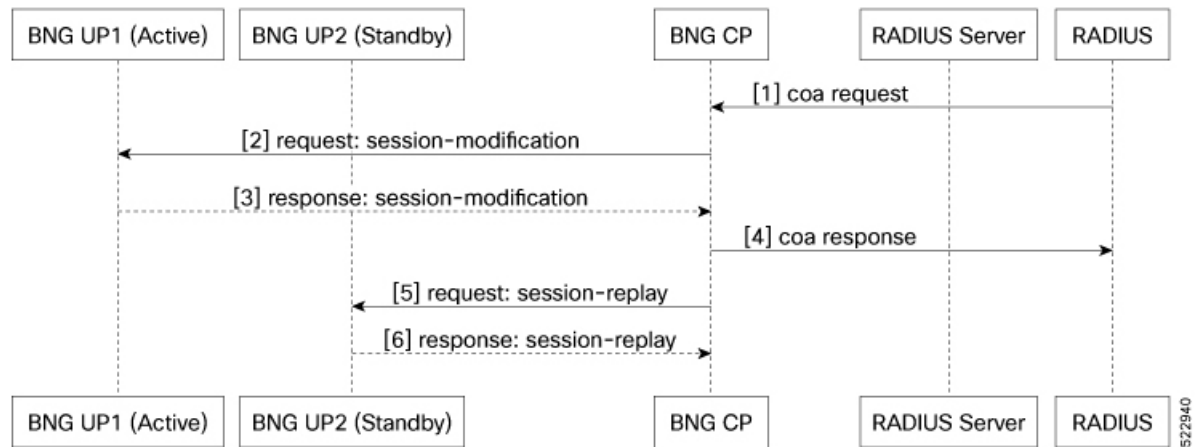 BNG UP1 (Active)
BNG UP2 (Standby)
BNG CP
RADIUS Server
RADIUS
[1] coa request
[2] request: session-modification
[3] response: session-modification
[4] coa response
[5] request: session-replay
[6] response: session-replay
BNG UP1 (Active)
BNG UP2 (Standby)
BNG CP
RADIUS Server
RADIUS
522940